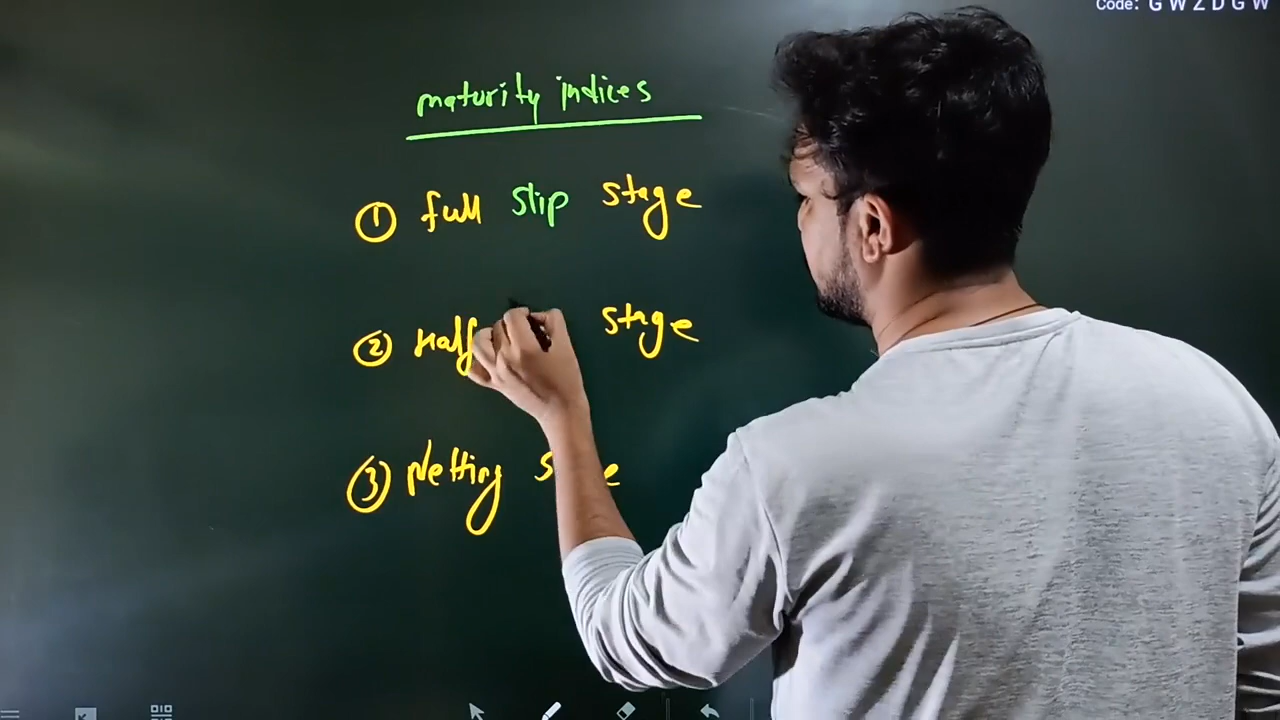 Code: G W Z D G W
maturity indices
① full slip stage
② Half stage
③ Netting